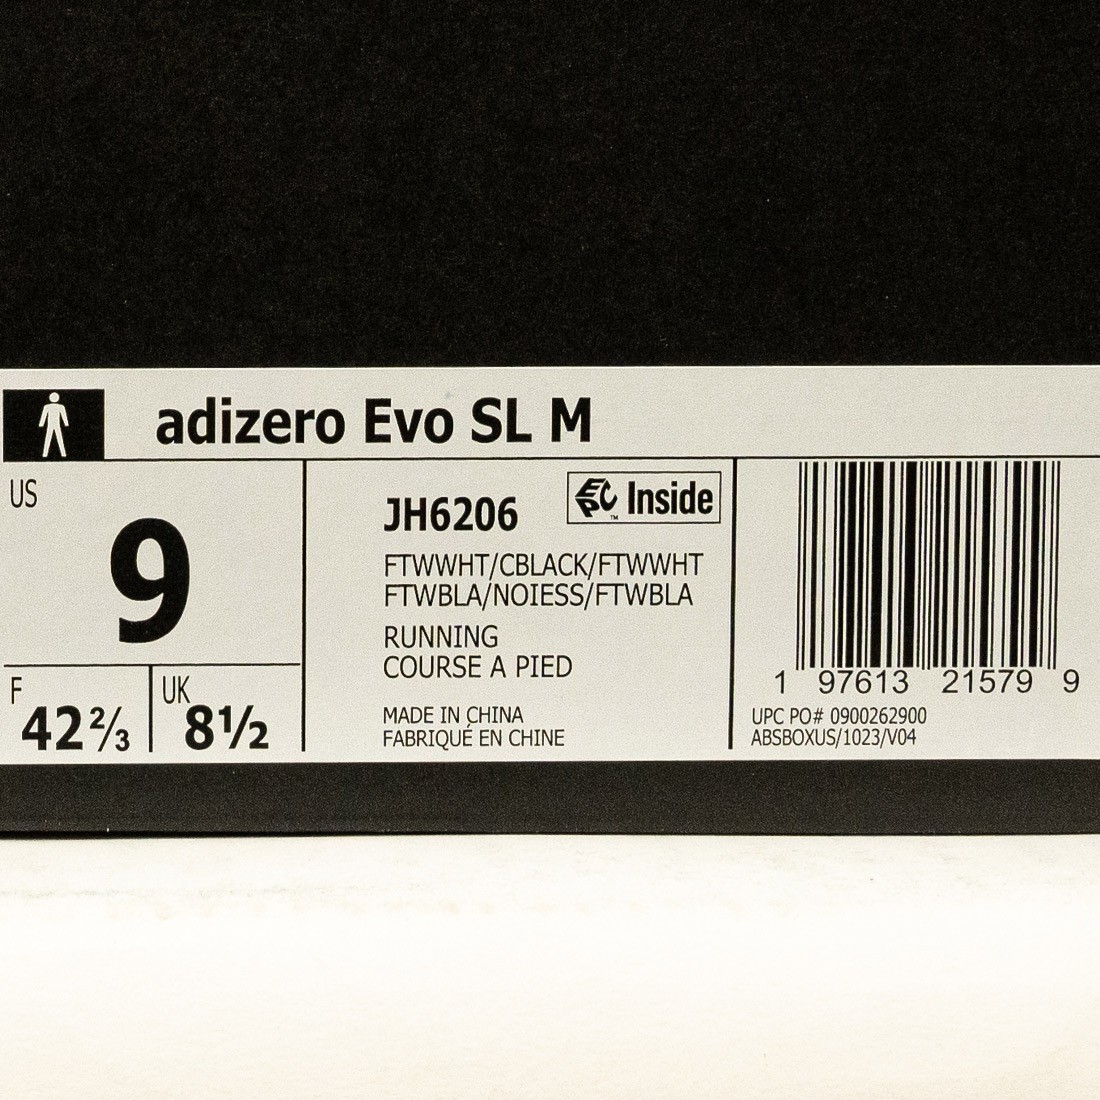 adizero Evo SL M
US
9
F
42⅔
UK
8½
JH6206
EPC™ Inside
FTWWHT/CBLACK/FTWWHT
FTWBLA/NOIESS/FTWBLA
RUNNING
COURSE A PIED
MADE IN CHINA
FABRIQUÉ EN CHINE
1 97613 21579 9
UPC PO# 0900262900
ABSBOXUS/1023/V04